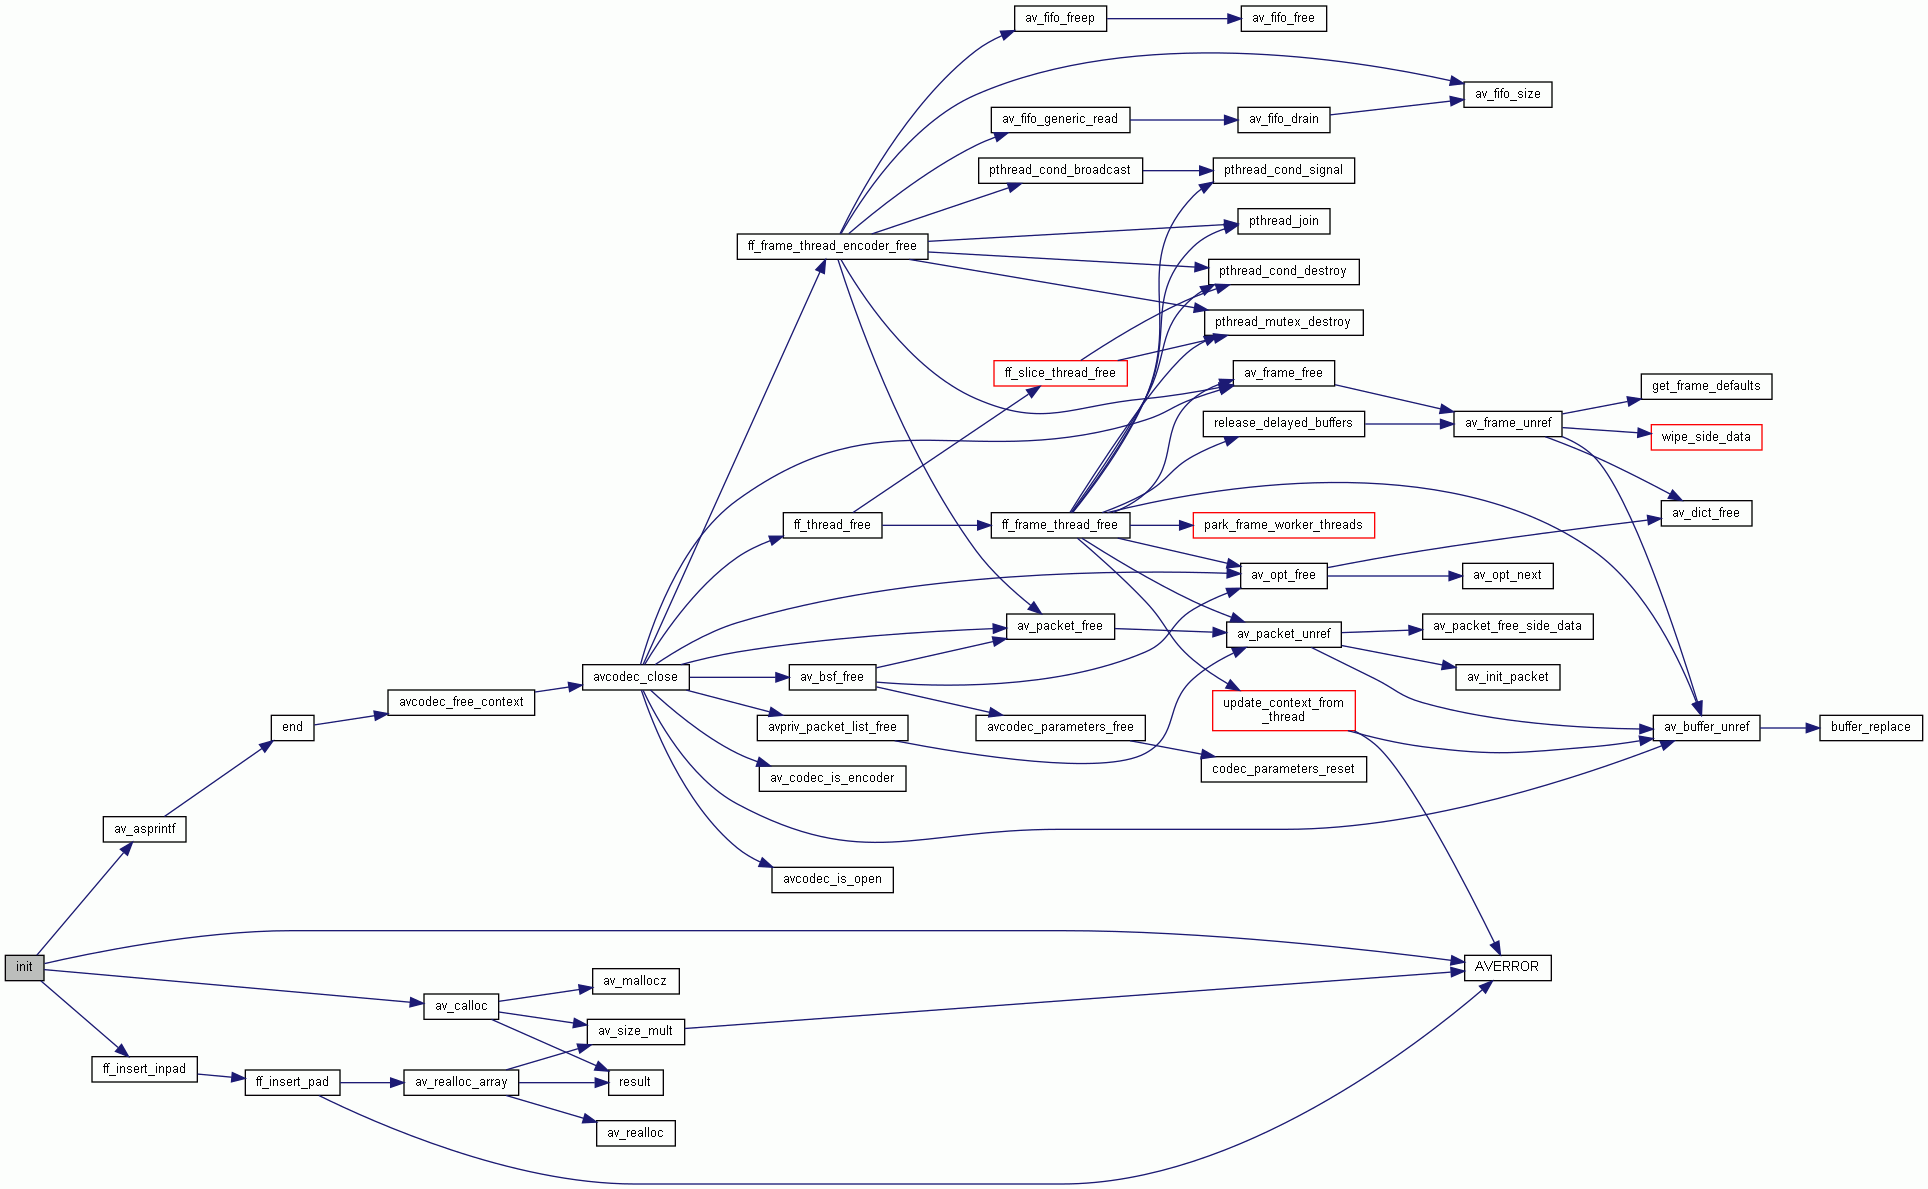 av_fifo_freep
av_fifo_free
av_fifo_size
av_fifo_generic_read
av_fifo_drain
pthread_cond_broadcast
pthread_cond_signal
pthread_join
ff_frame_thread_encoder_free
pthread_cond_destroy
pthread_mutex_destroy
ff_slice_thread_free
av_frame_free
get_frame_defaults
release_delayed_buffers
av_frame_unref
wipe_side_data
av_dict_free
ff_thread_free
ff_frame_thread_free
park_frame_worker_threads
av_opt_free
av_opt_next
av_packet_free
av_packet_unref
av_packet_free_side_data
avcodec_close
av_bsf_free
av_init_packet
avcodec_free_context
update_context_from
_thread
end
avpriv_packet_list_free
avcodec_parameters_free
av_buffer_unref
buffer_replace
av_codec_is_encoder
codec_parameters_reset
av_asprintf
avcodec_is_open
init
AVERROR
av_mallocz
av_calloc
av_size_mult
ff_insert_inpad
ff_insert_pad
av_realloc_array
result
av_realloc